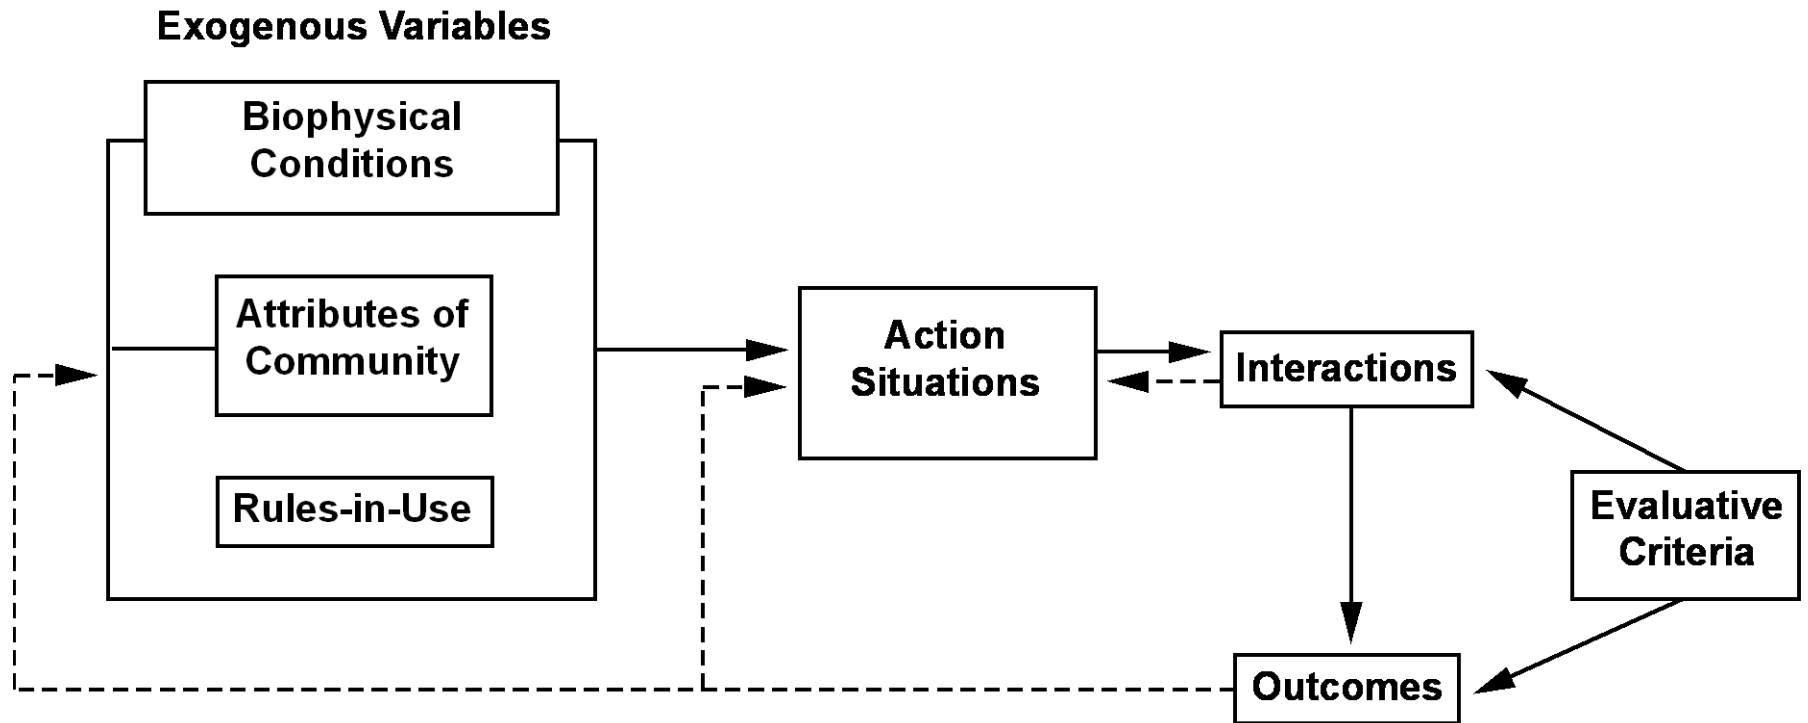 Exogenous Variables
Biophysical
Conditions
Attributes of
Community
Rules-in-Use
Action
Situations
Interactions
Evaluative
Criteria
Outcomes